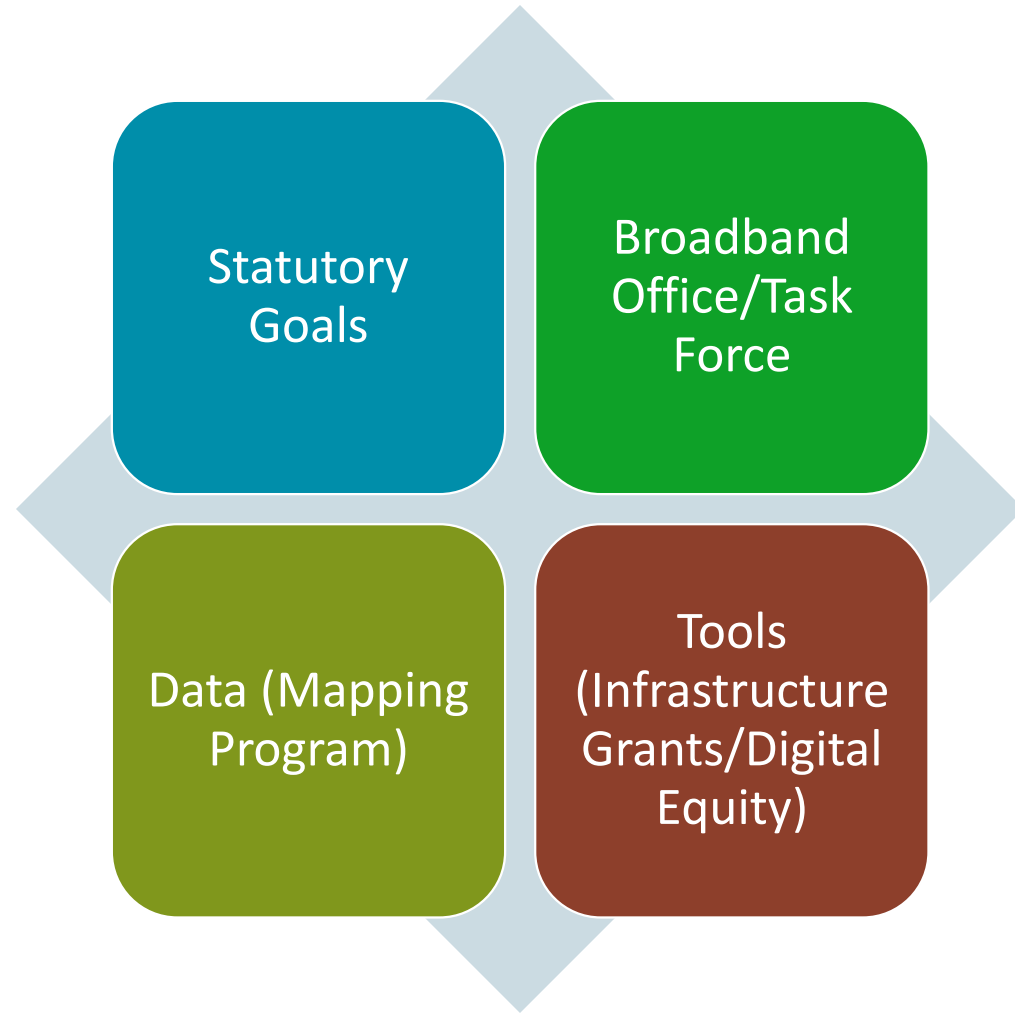 Statutory
Goals
Broadband
Office/Task
Force
Data (Mapping
Program)
Tools
(Infrastructure
Grants/Digital
Equity)